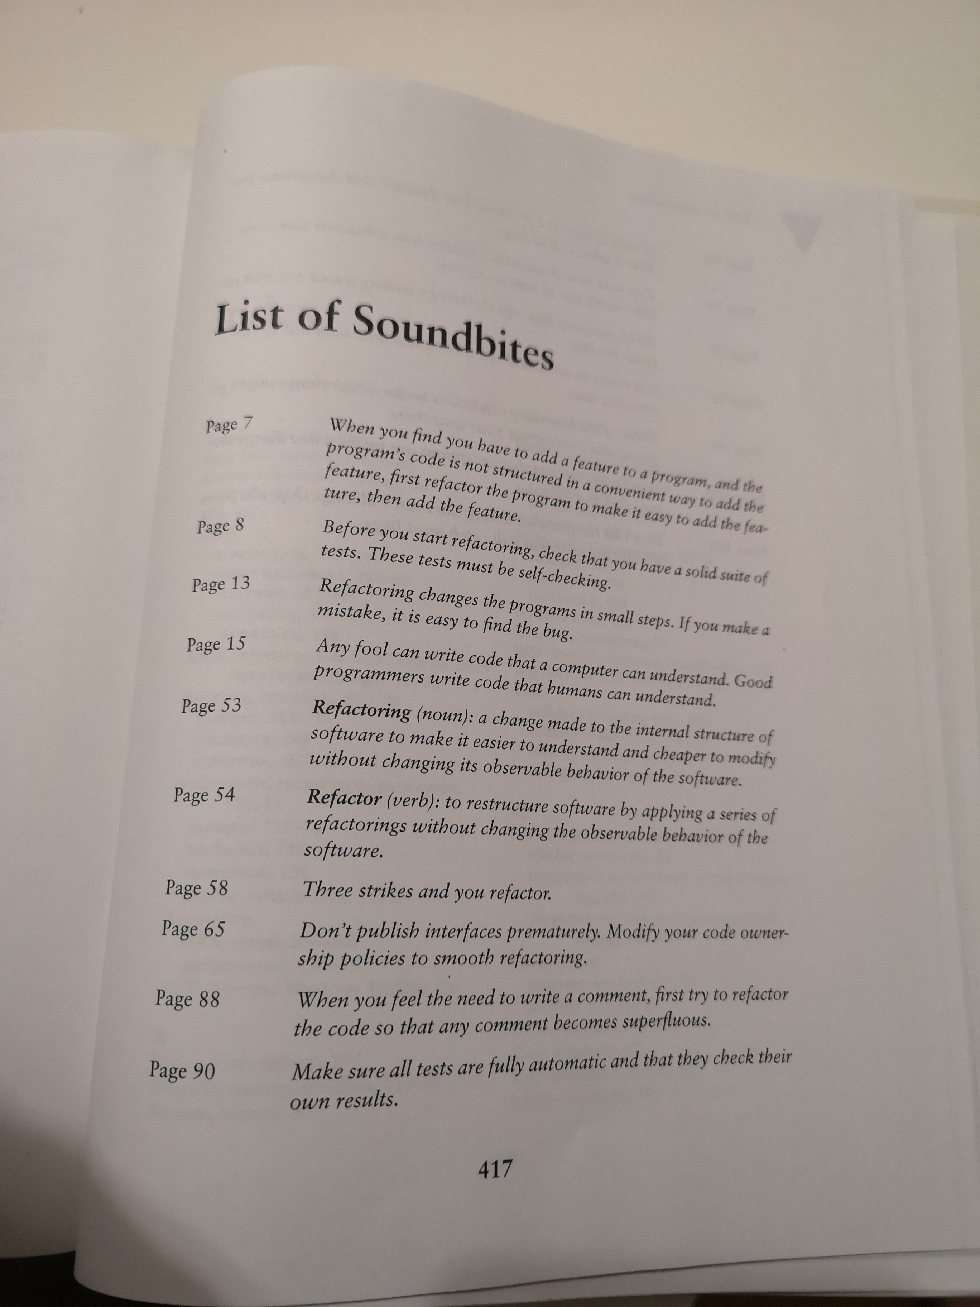 List of Soundbites
Page 7 When you find you have to add a feature to a program, and the
program's code is not structured in a convenient way to add the
feature, first refactor the program to make it easy to add the fea-
ture, then add the feature.
Page 8 Before you start refactoring, check that you have a solid suite of
tests. These tests must be self-checking.
Page 13 Refactoring changes the programs in small steps. If you make a
mistake, it is easy to find the bug.
Page 15 Any fool can write code that a computer can understand. Good
programmers write code that humans can understand.
Page 53 Refactoring (noun): a change made to the internal structure of
software to make it easier to understand and cheaper to modify
without changing its observable behavior of the software.
Page 54 Refactor (verb): to restructure software by applying a series of
refactorings without changing the observable behavior of the
software.
Page 58 Three strikes and you refactor.
Page 65 Don't publish interfaces prematurely. Modify your code owner-
ship policies to smooth refactoring.
Page 88 When you feel the need to write a comment, first try to refactor
the code so that any comment becomes superfluous.
Page 90 Make sure all tests are fully automatic and that they check their
own results.
417